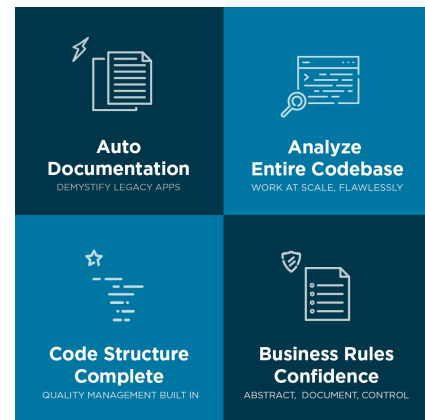 Auto
Documentation
DEMYSTIFY LEGACY APPS
Analyze
Entire Codebase
WORK AT SCALE, FLAWLESSLY
Code Structure
Complete
QUALITY MANAGEMENT BUILT IN
Business Rules
Confidence
ABSTRACT, DOCUMENT, CONTROL